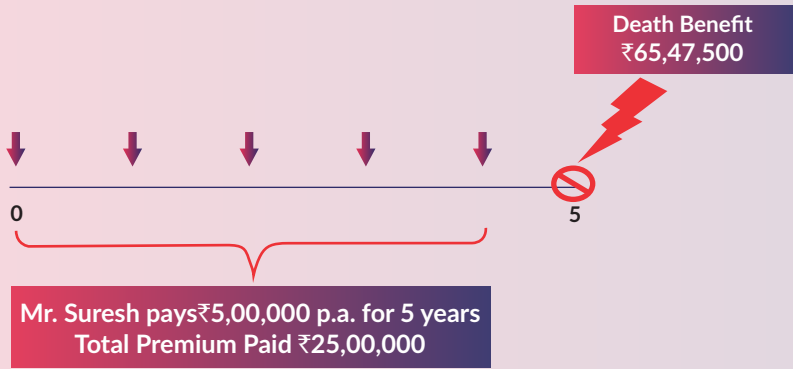 Death Benefit
₹65,47,500
0
5
Mr. Suresh pays₹5,00,000 p.a. for 5 years
Total Premium Paid ₹25,00,000